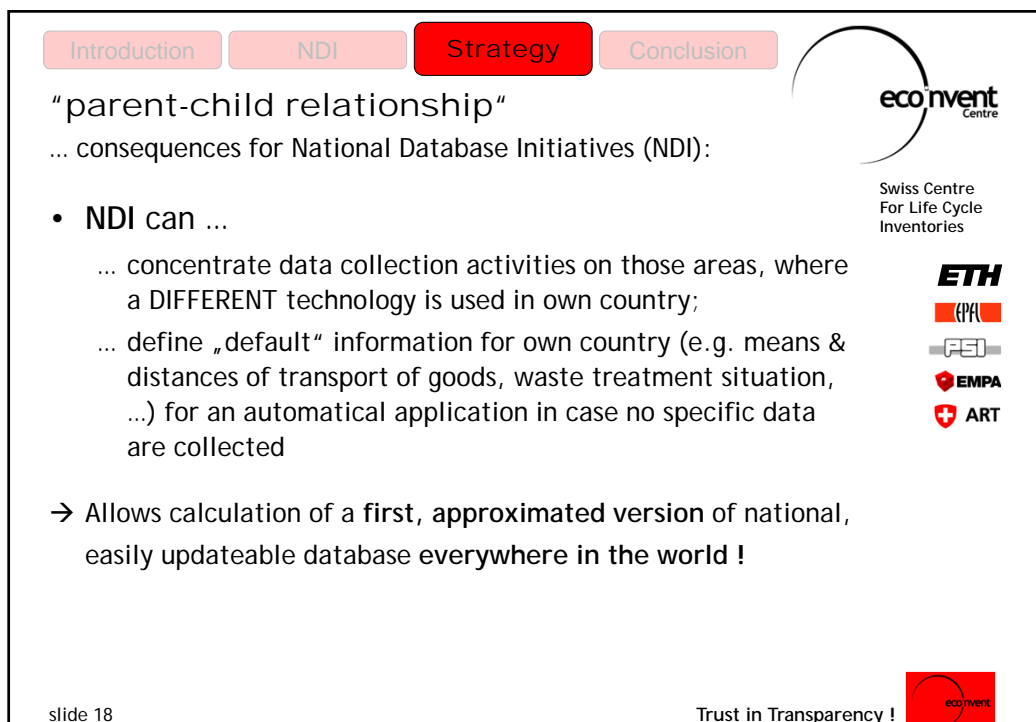 Introduction
NDI
Strategy
Conclusion
"parent-child relationship"
… consequences for National Database Initiatives (NDI):
• NDI can …
… concentrate data collection activities on those areas, where
a DIFFERENT technology is used in own country;
… define „default“ information for own country (e.g. means &
distances of transport of goods, waste treatment situation,
…) for an automatical application in case no specific data
are collected
→ Allows calculation of a first, approximated version of national,
easily updateable database everywhere in the world !
ecoinvent
Centre
Swiss Centre
For Life Cycle
Inventories
ETH
EPFL
PSI
EMPA
ART
slide 18
Trust in Transparency !
ecoinvent